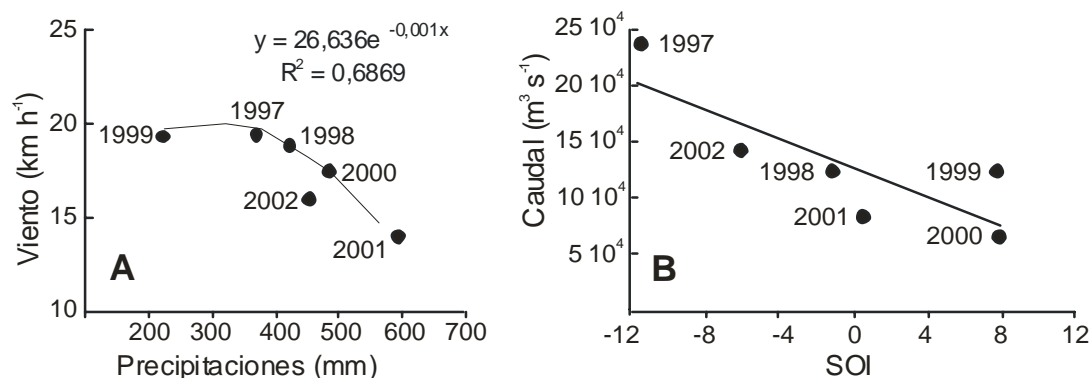 y = 26,636e -0,001x
R² = 0,6869
Viento (km h⁻¹)
25
20
15
10
1999
1997
1998
2000
2002
2001
A
200 300 400 500 600 700
Precipitaciones (mm)
Caudal (m³ s⁻¹)
25 10⁴
20 10⁴
15 10⁴
10 10⁴
5 10⁴
1997
2002
1998
1999
2001
2000
B
-12 -8 -4 0 4 8 12
SOI